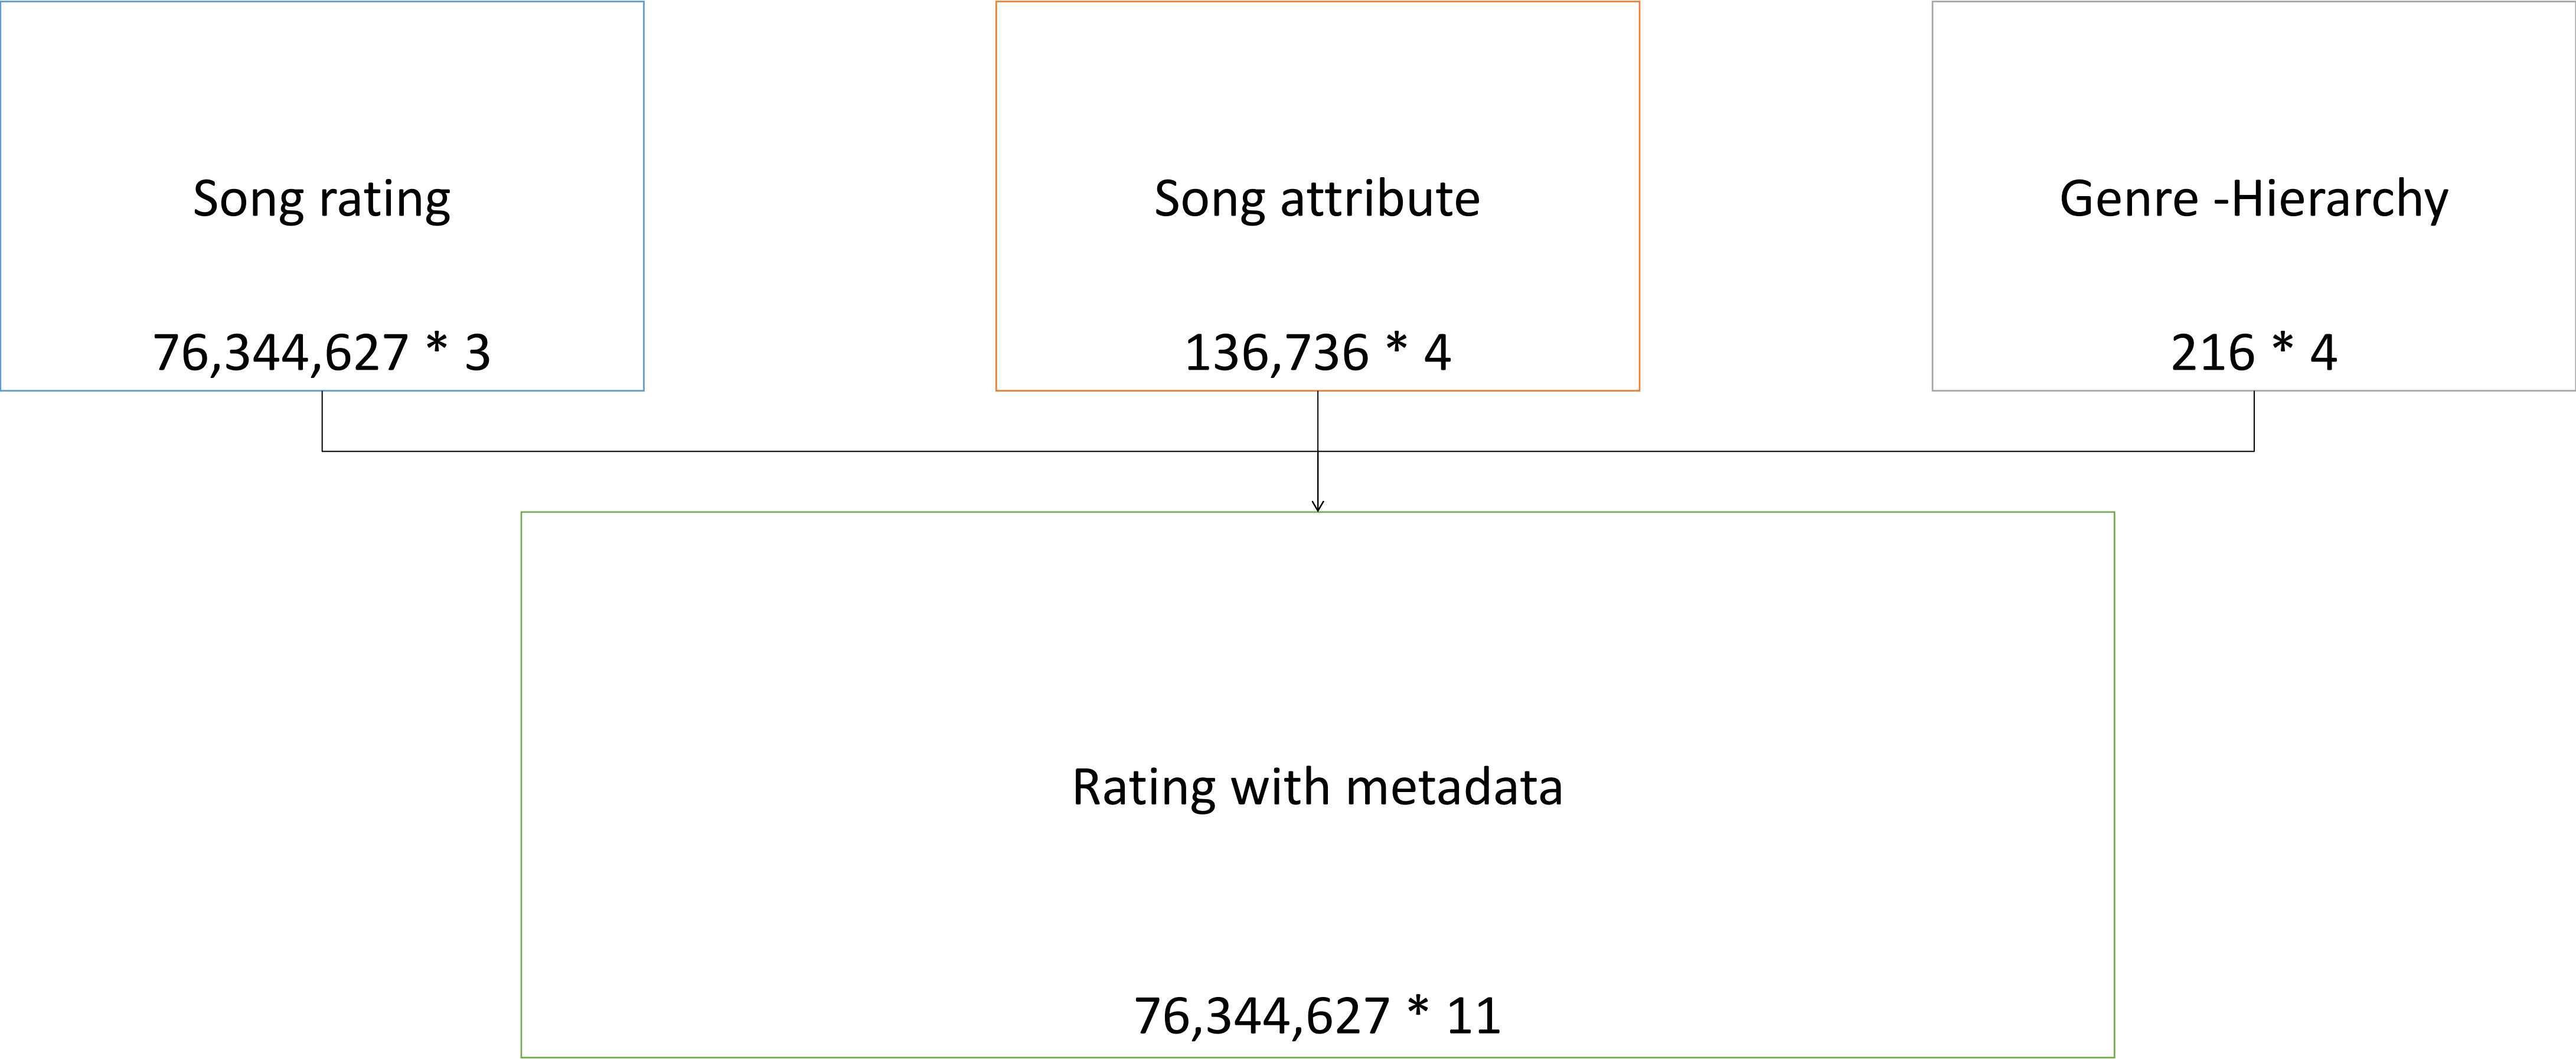 Song rating
76,344,627 * 3
Song attribute
136,736 * 4
Genre -Hierarchy
216 * 4
Rating with metadata
76,344,627 * 11